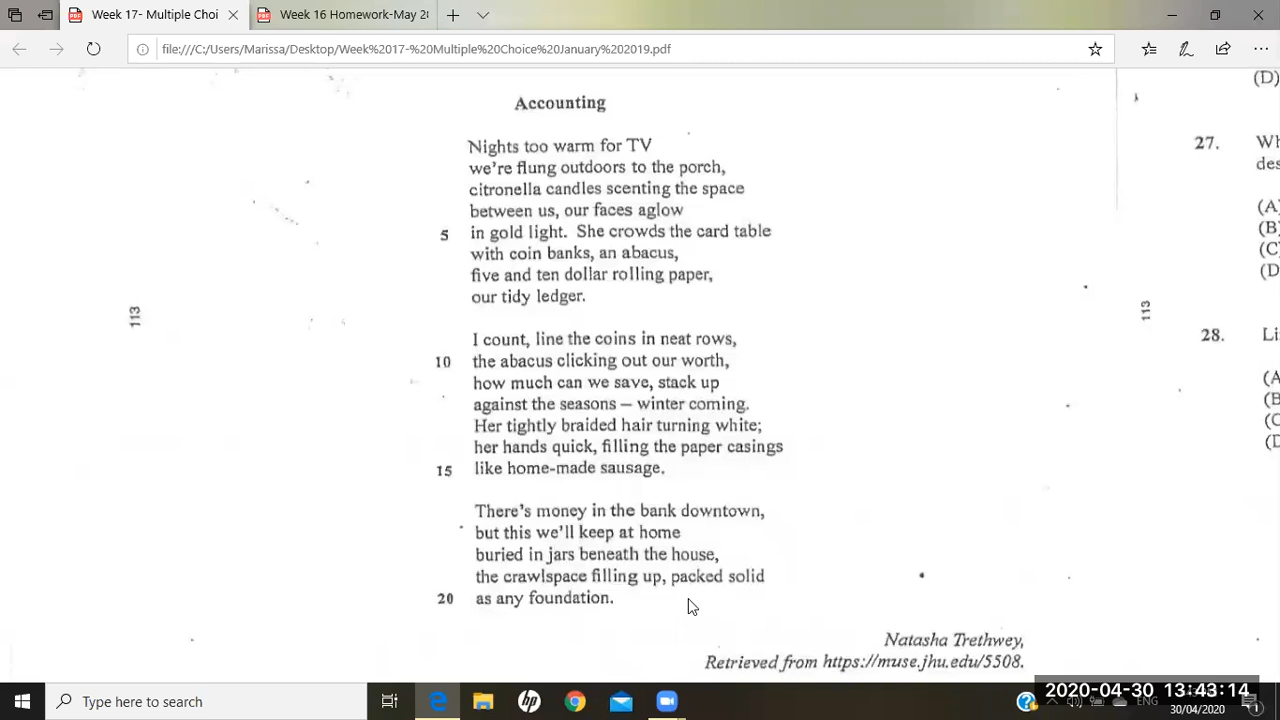 Week 17- Multiple Choi
Week 16 Homework-May 28
file:///C:/Users/Marissa/Desktop/Week%2017-%20Multiple%20Choice%20January%202019.pdf
Accounting
Nights too warm for TV
we're flung outdoors to the porch,
citronella candles scenting the space
between us, our faces aglow
5 in gold light. She crowds the card table
with coin banks, an abacus,
five and ten dollar rolling paper,
our tidy ledger.
I count, line the coins in neat rows,
10 the abacus clicking out our worth,
how much can we save, stack up
against the seasons – winter coming.
Her tightly braided hair turning white;
her hands quick, filling the paper casings
15 like home-made sausage.
There's money in the bank downtown,
but this we'll keep at home
buried in jars beneath the house,
the crawlspace filling up, packed solid
20 as any foundation.
Natasha Trethwey,
Retrieved from https://muse.jhu.edu/5508.
113
113
(D)
27. Wh
des
(A)
(B)
(C)
(D
28. Li
(A
(B
(C
(D
Type here to search
hp
ENG
2020-04-30 13:43:14
30/04/2020